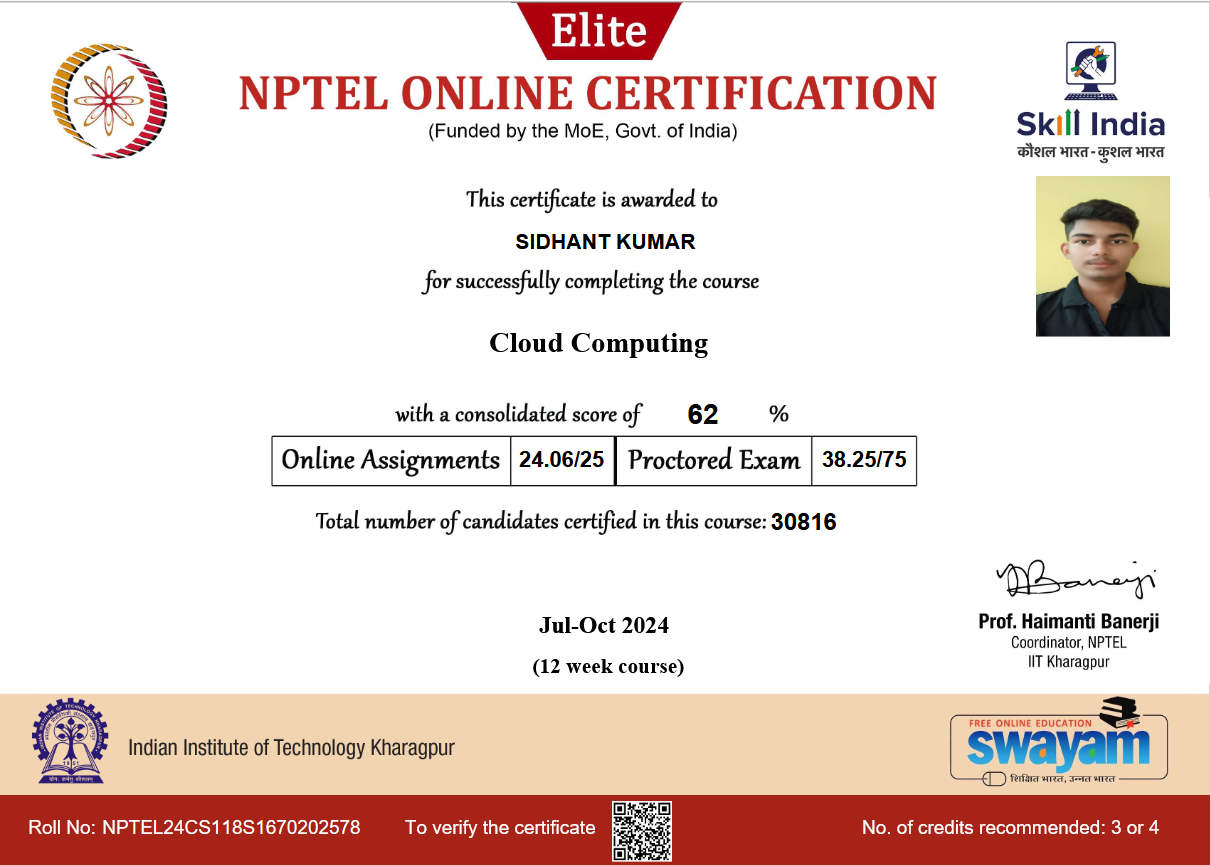 Elite
NPTEL ONLINE CERTIFICATION
(Funded by the MoE, Govt. of India)
Skill India
कौशल भारत - कुशल भारत
This certificate is awarded to
SIDHANT KUMAR
for successfully completing the course
Cloud Computing
with a consolidated score of 62 %
Online Assignments 24.06/25 Proctored Exam 38.25/75
Total number of candidates certified in this course: 30816
Jul-Oct 2024
(12 week course)
Prof. Haimanti Banerji
Coordinator, NPTEL
IIT Kharagpur
Indian Institute of Technology Kharagpur
FREE ONLINE EDUCATION
swayam
शिक्षित भारत, उन्नत भारत
Roll No: NPTEL24CS118S1670202578
To verify the certificate
No. of credits recommended: 3 or 4